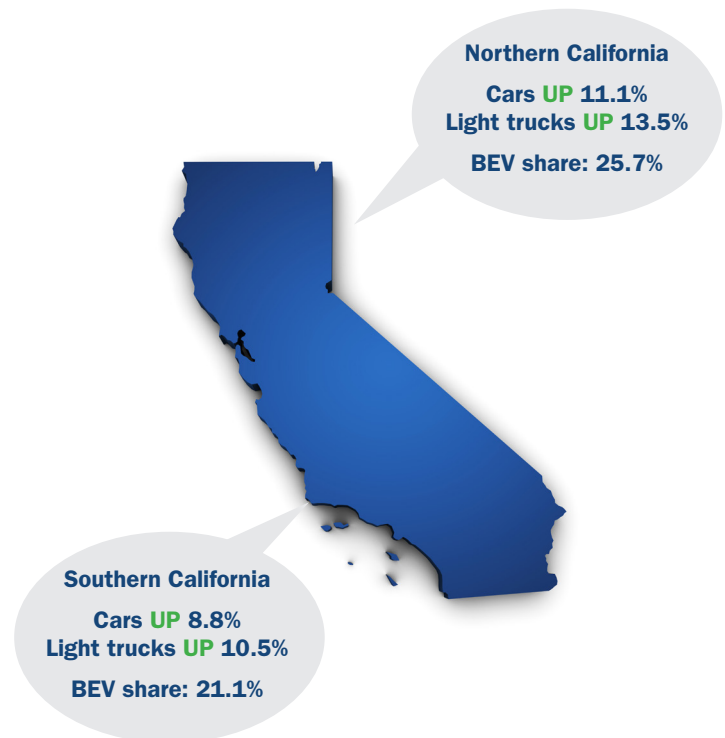 Northern California
Cars UP 11.1%
Light trucks UP 13.5%
BEV share: 25.7%
Southern California
Cars UP 8.8%
Light trucks UP 10.5%
BEV share: 21.1%